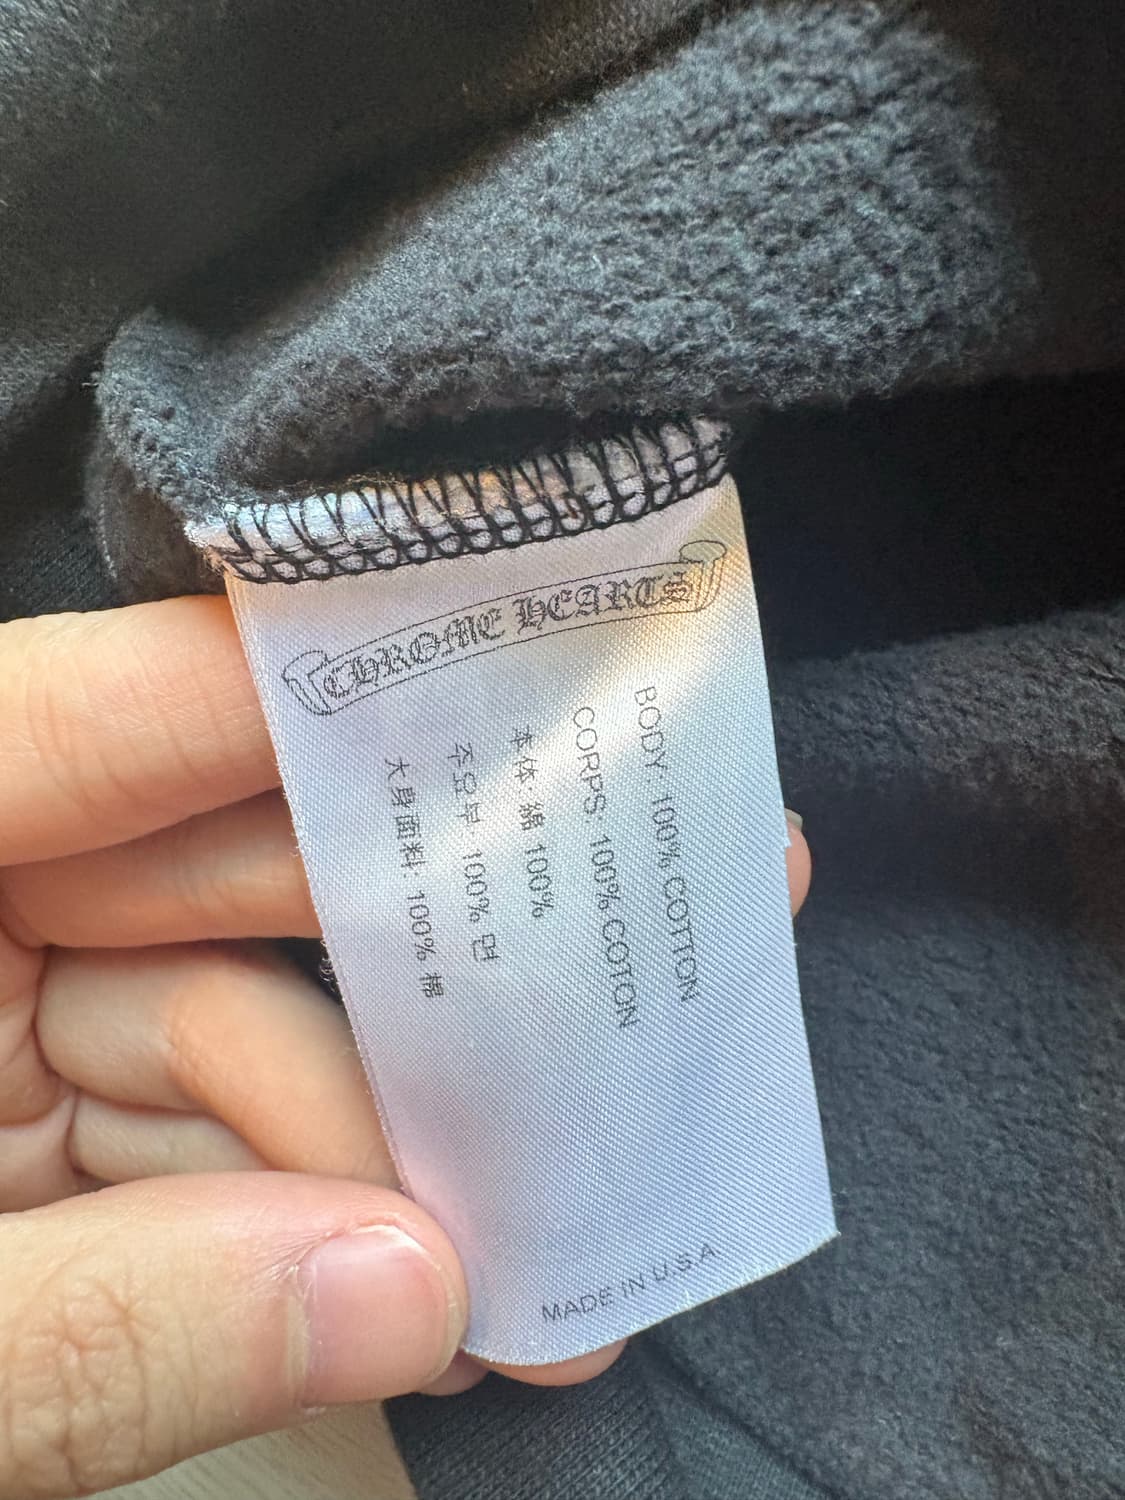 CHROME HEARTS
BODY: 100% COTTON
CORPS: 100% COTON
本体: 綿 100%
주요부: 100% 면
大身面料: 100% 棉
MADE IN U.S.A